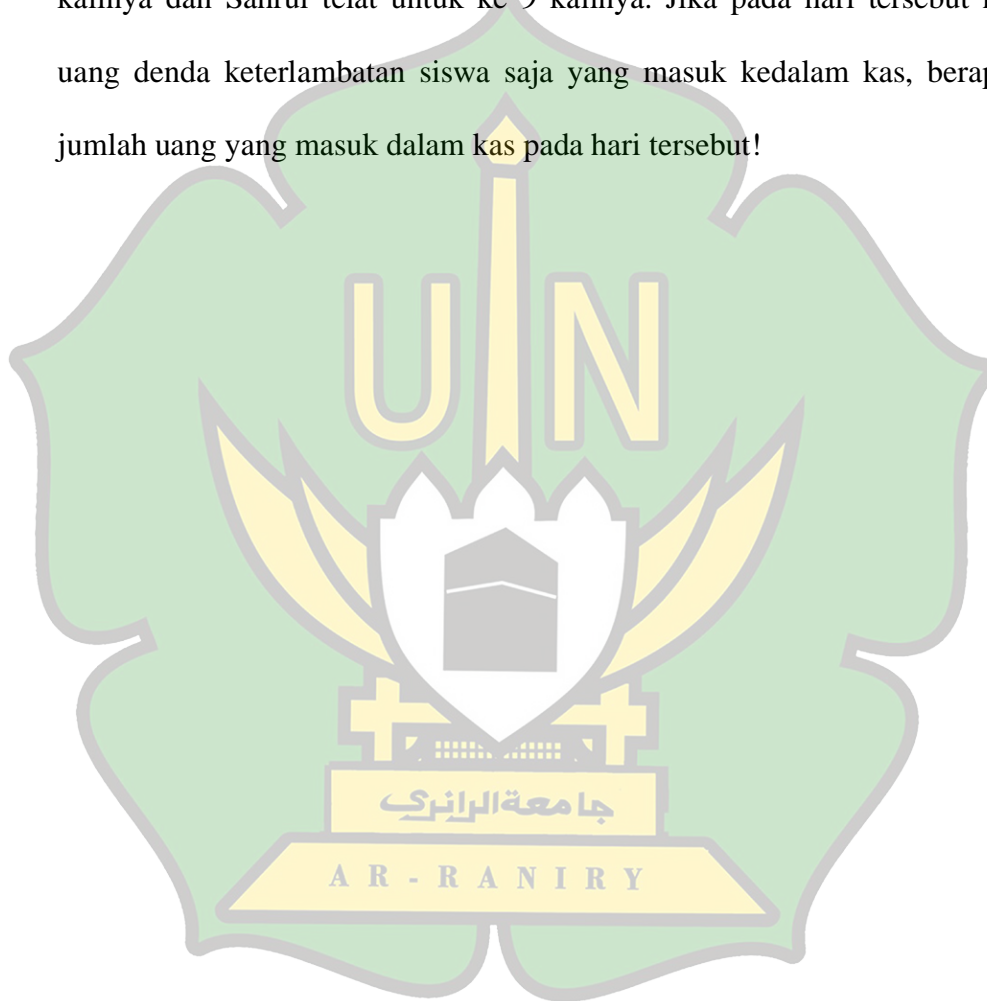 kalinya dan Sahrul telat untuk ke 9 kalinya. Jika pada hari tersebut
uang denda keterlambatan siswa saja yang masuk kedalam kas,
jumlah uang yang masuk dalam kas pada hari tersebut!
UIN
جامعةالرانري
AR-RANIRY